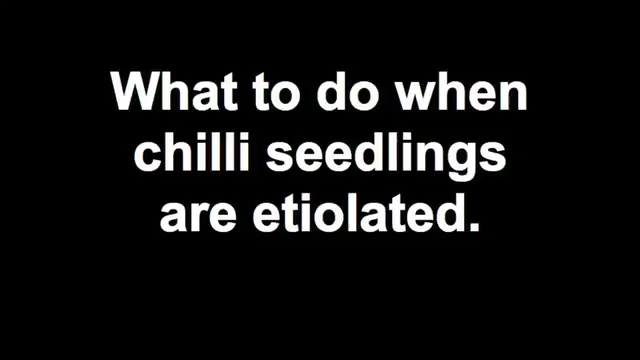 What to do when
chilli seedlings
are etiolated.